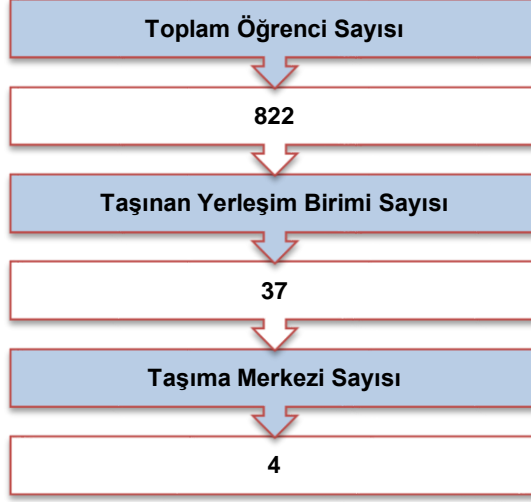 Toplam Öğrenci Sayısı
822
Taşınan Yerleşim Birimi Sayısı
37
Taşıma Merkezi Sayısı
4